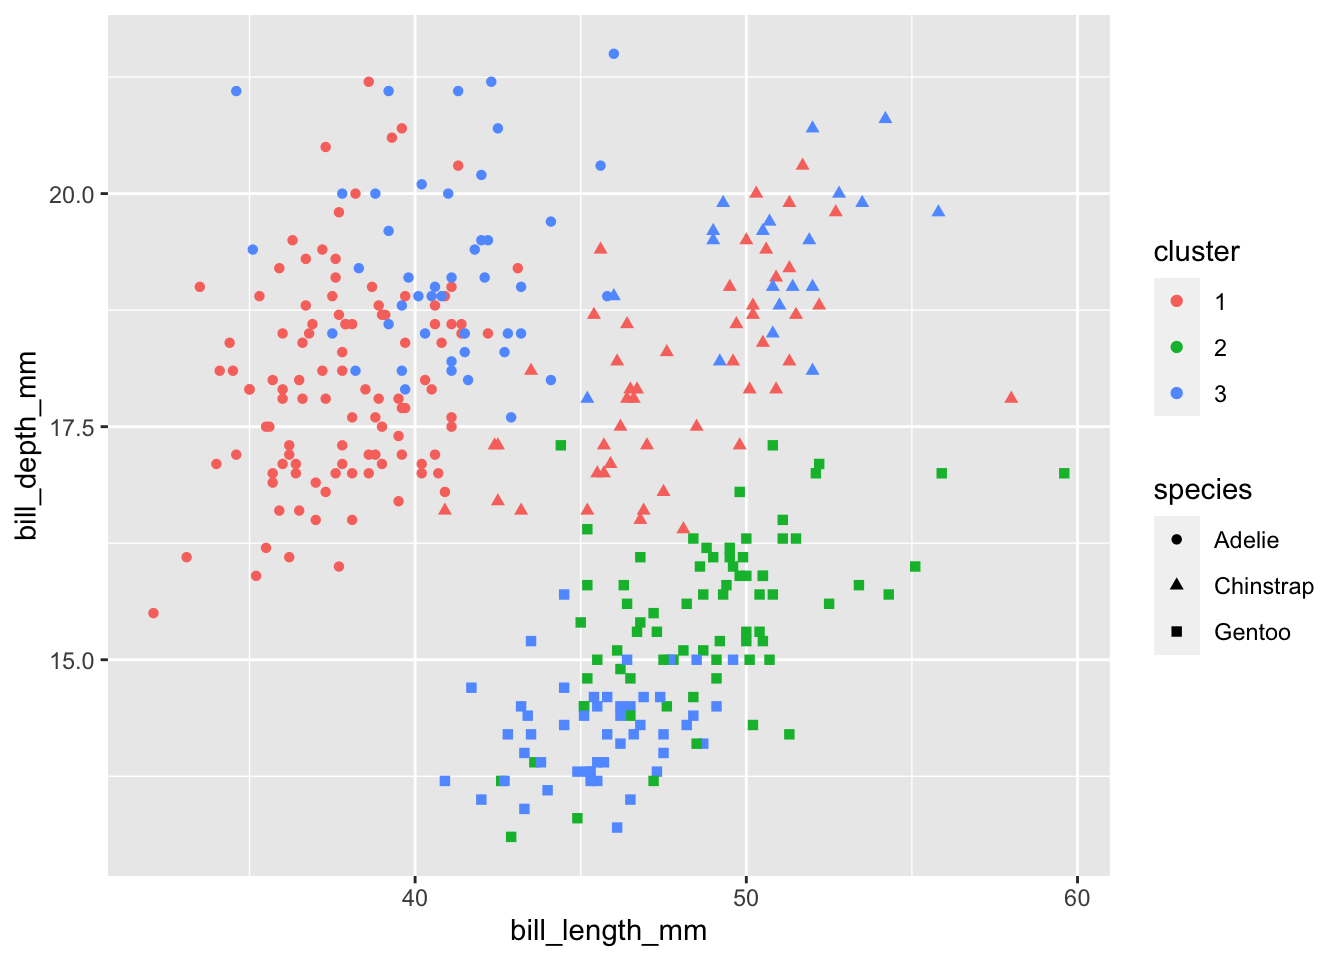 20.0
17.5
15.0
bill_depth_mm
40
50
60
bill_length_mm
cluster
1
2
3
species
Adelie
Chinstrap
Gentoo